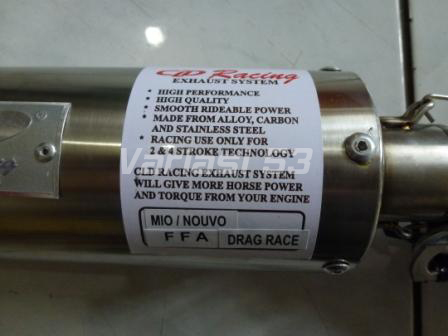 CLD Racing
EXHAUST SYSTEM
* HIGH PERFORMANCE
* HIGH QUALITY
* SMOOTH RIDEABLE POWER
* MADE FROM ALLOY, CARBON
AND STAINLESS STEEL
* RACING USE ONLY FOR
2 & 4 STROKE TECHNOLOGY
CLD RACING EXHAUST SYSTEM
WILL GIVE MORE HORSE POWER
AND TORQUE FROM YOUR ENGINE
MIO / NOUVO
FFA DRAG RACE
Variasi 53